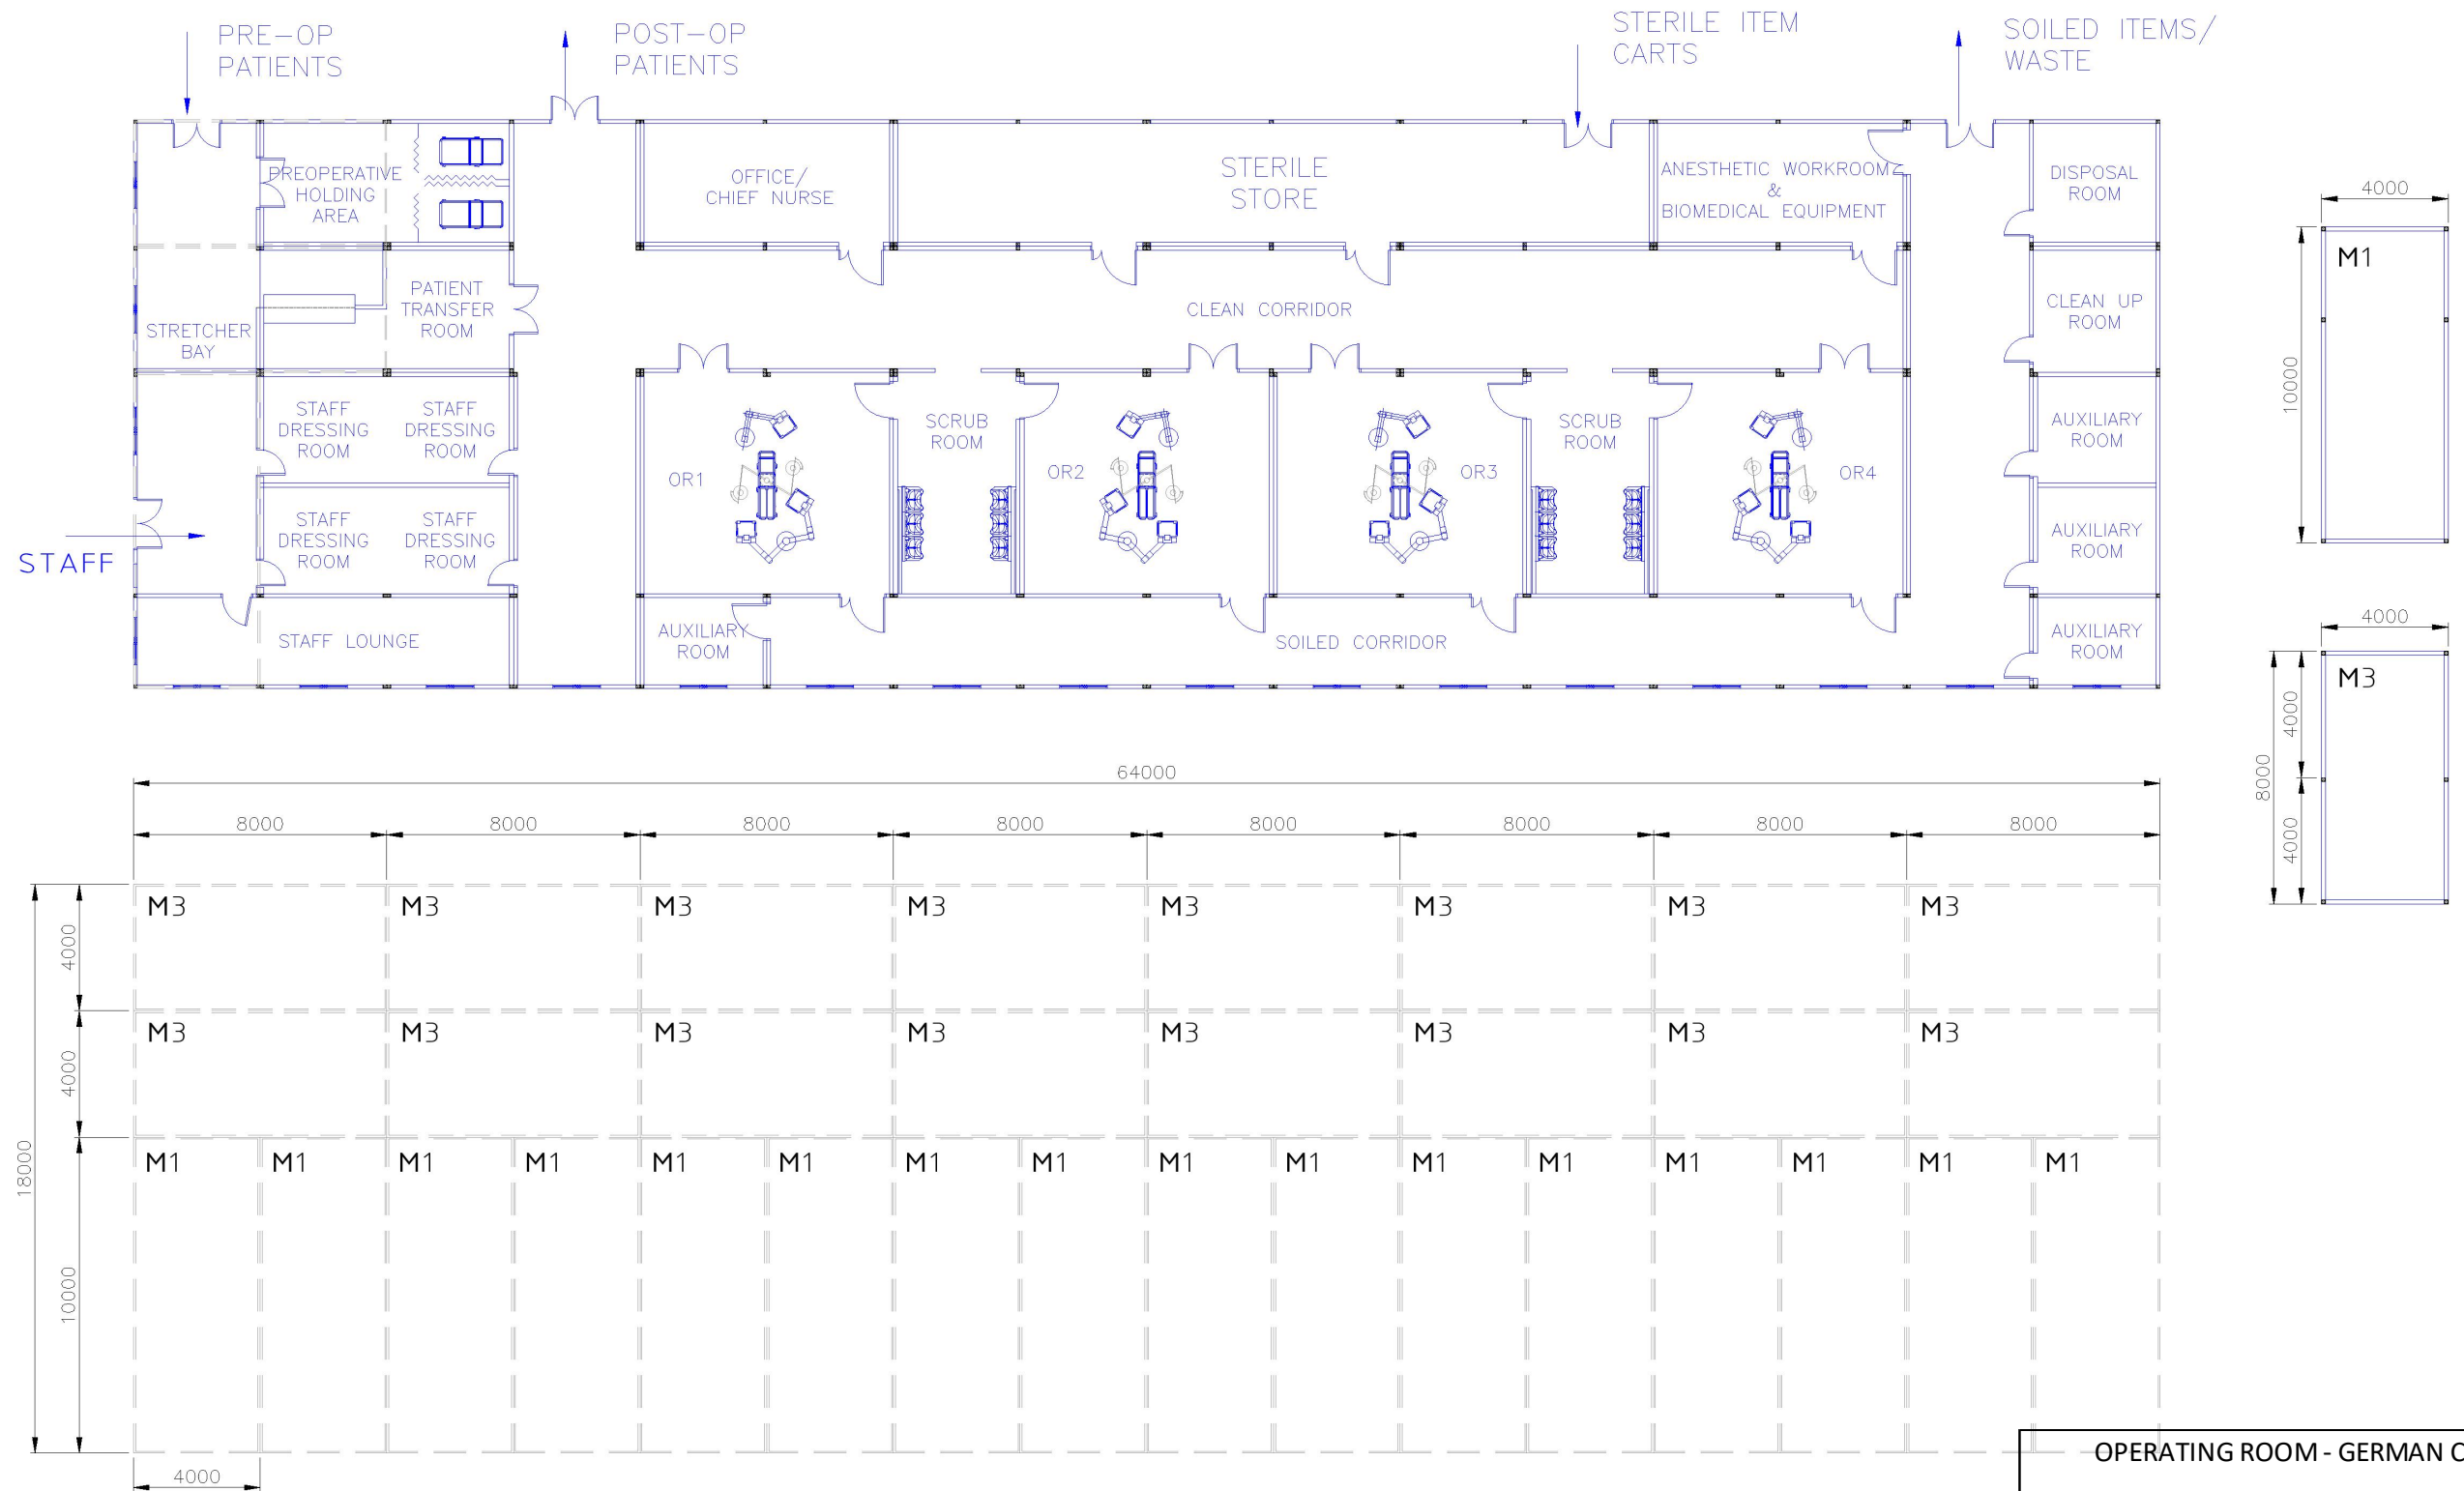 PRE-OP
PATIENTS
POST-OP
PATIENTS
STERILE ITEM
CARTS
SOILED ITEMS/
WASTE
PREOPERATIVE
HOLDING
AREA
OFFICE/
CHIEF NURSE
STERILE
STORE
ANESTHETIC WORKROOM
&
BIOMEDICAL EQUIPMENT
DISPOSAL
ROOM
STRETCHER
BAY
PATIENT
TRANSFER
ROOM
CLEAN CORRIDOR
CLEAN UP
ROOM
STAFF
DRESSING
ROOM
STAFF
DRESSING
ROOM
SCRUB
ROOM
SCRUB
ROOM
AUXILIARY
ROOM
OR1
OR2
OR3
OR4
STAFF
DRESSING
ROOM
STAFF
DRESSING
ROOM
AUXILIARY
ROOM
STAFF
STAFF LOUNGE
AUXILIARY
ROOM
SOILED CORRIDOR
AUXILIARY
ROOM
4000
M1
10000
4000
M3
4000
8000
4000
64000
8000 8000 8000 8000 8000 8000 8000 8000
M3 M3 M3 M3 M3 M3 M3 M3
4000
M3 M3 M3 M3 M3 M3 M3 M3
4000
18000
M1 M1 M1 M1 M1 M1 M1 M1 M1 M1 M1 M1 M1 M1 M1 M1
10000
4000
OPERATING ROOM - GERMAN